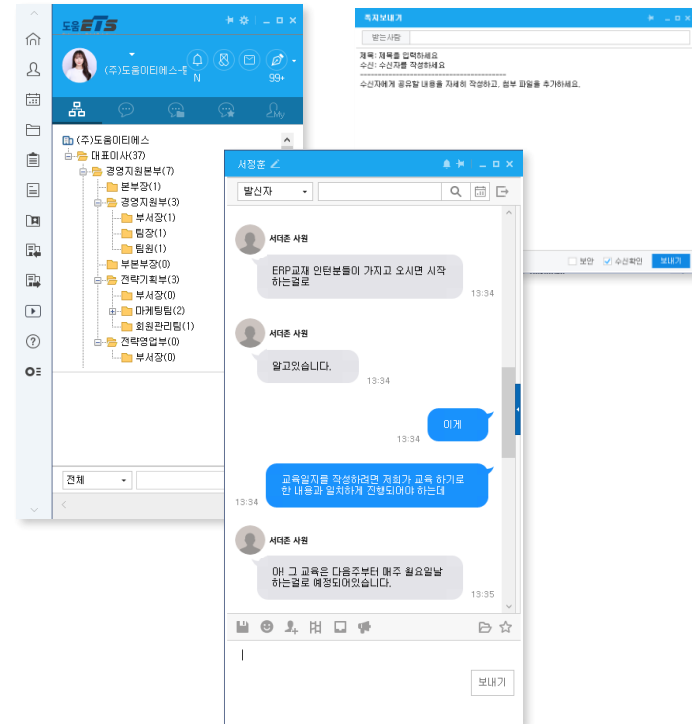 도움ETS
(주)도움이티에스-
N
99+
My
(주)도움이티에스
대표이사(37)
경영지원본부(7)
본부장(1)
경영지원부(3)
부서장(1)
팀장(1)
팀원(1)
부본부장(0)
전략기획부(3)
부서장(0)
마케팅팀(2)
회원관리팀(1)
전략영업부(0)
부서장(0)
전체
쪽지보내기
받는사람
제목: 제목을 입력하세요
수신: 수신자를 작성하세요
수신자에게 공유할 내용을 자세히 작성하고, 첨부 파일을 추가하세요.
보안
수신확인
보내기
서정훈
발신자
서더존 사원
ERP교재 인턴분들이 가지고 오시면 시작
하는걸로
13:34
서더존 사원
알고있습니다.
13:34
이게
13:34
교육일지를 작성하려면 저희가 교육 하기로
한 내용과 일치하게 진행되어야 하는데
13:34
서더존 사원
아! 그 교육은 다음주부터 매주 월요일날
하는걸로 예정되어있습니다.
13:35
보내기